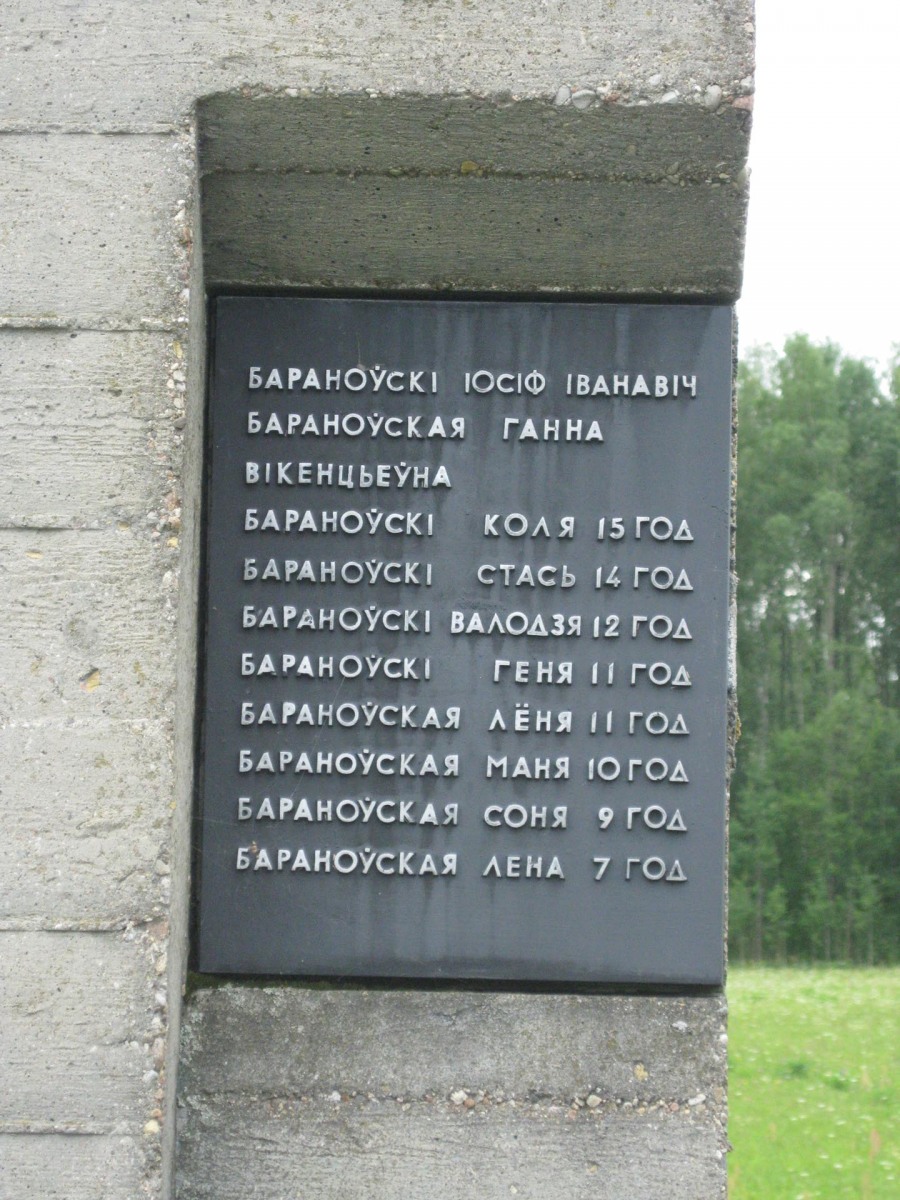 БАРАНОЎСКІ ІОСІФ ІВАНАВІЧ
БАРАНОЎСКАЯ ГАННА
ВІКЕНЦЬЕЎНА
БАРАНОЎСКІ КОЛЯ 15 ГОД
БАРАНОЎСКІ СТАСЬ 14 ГОД
БАРАНОЎСКІ ВАЛОДЗЯ 12 ГОД
БАРАНОЎСКІ ГЕНЯ 11 ГОД
БАРАНОЎСКАЯ ЛЁНЯ 11 ГОД
БАРАНОЎСКАЯ МАНЯ 10 ГОД
БАРАНОЎСКАЯ СОНЯ 9 ГОД
БАРАНОЎСКАЯ ЛЕНА 7 ГОД